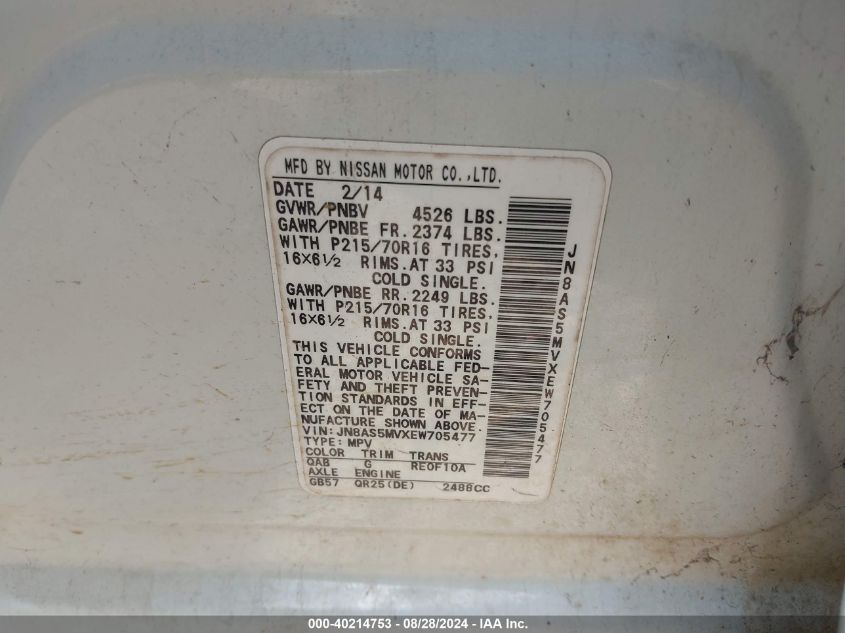 MFD BY NISSAN MOTOR CO.,LTD.
DATE 2/14
GVWR/PNBV 4526 LBS.
GAWR/PNBE FR. 2374 LBS.
WITH P215/70R16 TIRES,
16X6½ RIMS.AT 33 PSI
COLD SINGLE.
GAWR/PNBE RR. 2249 LBS.
WITH P215/70R16 TIRES,
16X6½ RIMS.AT 33 PSI
COLD SINGLE.
THIS VEHICLE CONFORMS
TO ALL APPLICABLE FED-
ERAL MOTOR VEHICLE SA-
FETY AND THEFT PREVEN-
TION STANDARDS IN EFF-
ECT ON THE DATE OF MA-
NUFACTURE SHOWN ABOVE.
VIN: JN8AS5MVXEW705477
TYPE: MPV
COLOR TRIM TRANS
QAB G RE0F10A
AXLE ENGINE
GB57 QR25(DE) 2488CC
JN8AS5MVXEW705477
000-40214753 - 08/28/2024 - IAA Inc.